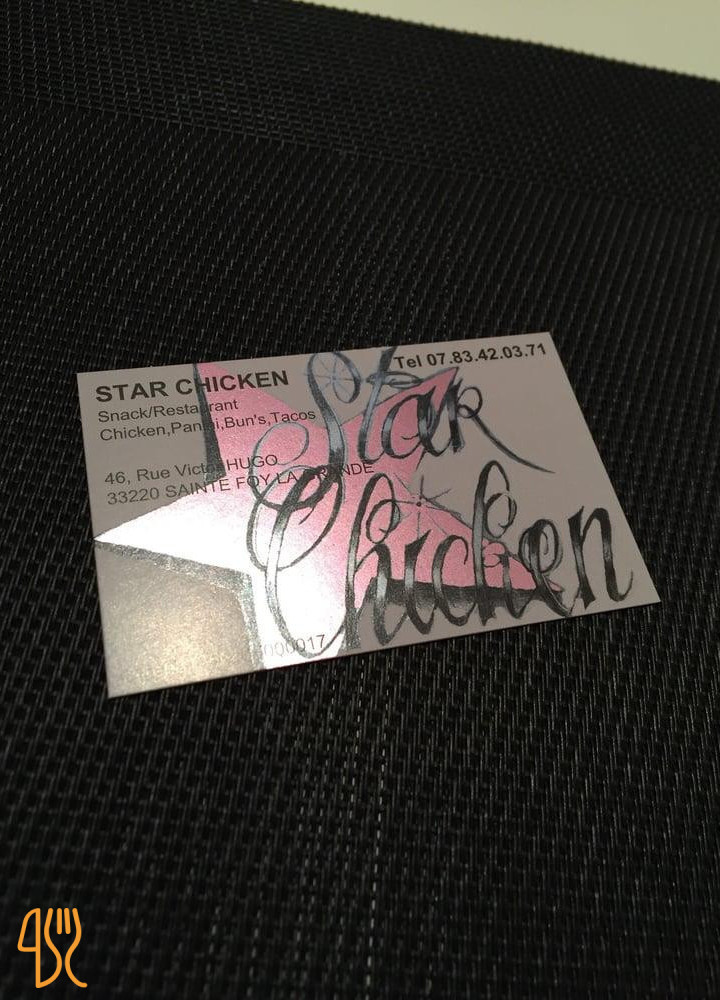 STAR CHICKEN
Snack/Restaurant
Chicken,Panini,Bun's,Tacos
46, Rue Victor HUGO
33220 SAINTE FOY LA GRANDE
Tel 07.83.42.03.71
Star
Chicken